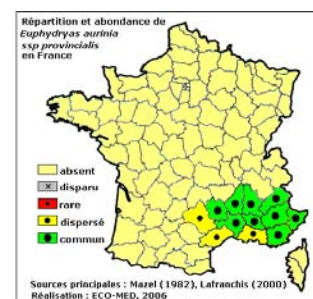 Répartition et abondance de
Euphydryas aurinia
ssp provincialis
en France
absent
disparu
rare
dispersé
commun
Sources principales : Mazel (1982), Lafranchis (2000)
Réalisation : ECO-MED, 2006